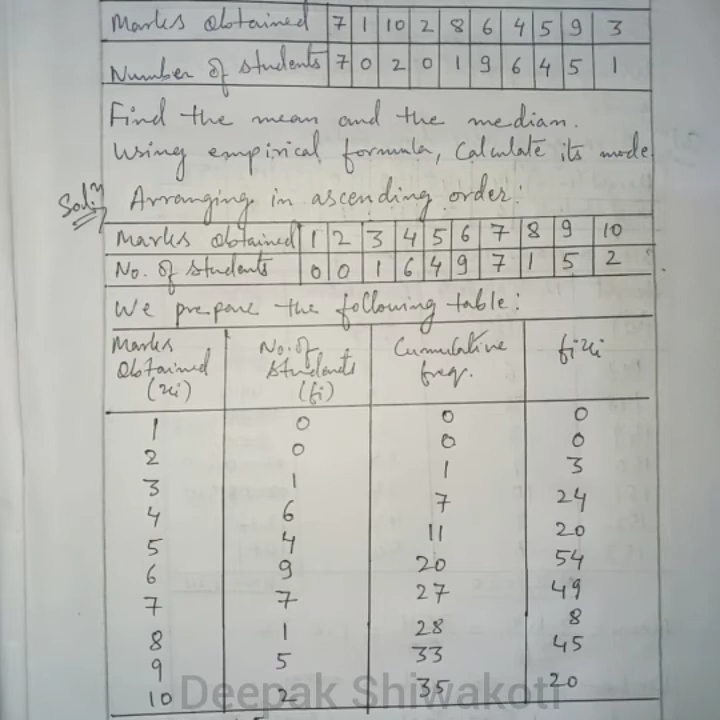 Marks Obtained 7 1 10 2 8 6 4 5 9 3
Number of students 7 0 2 0 1 9 6 4 5 1
Find the mean and the median.
Using empirical formula, Calculate its mode
Sol:n Arranging in ascending order:
Marks Obtained 1 2 3 4 5 6 7 8 9 10
No. of students 0 0 1 6 4 9 7 1 5 2
We prepare the following table:
Marks Obtained (xi) No. of Students (fi) Cumulative freq. fixi
1 0 0 0
2 0 0 0
3 1 1 3
4 6 7 24
5 4 11 20
6 9 20 54
7 7 27 49
8 1 28 8
9 5 33 45
10 2 35 20
Deepak Shiwakoti